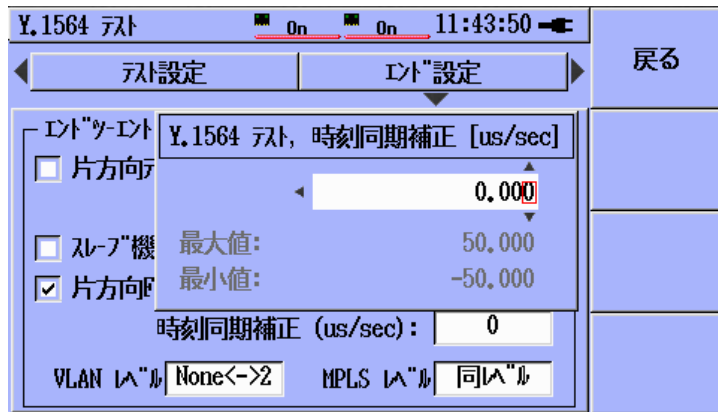 Y.1564 ﾃｽﾄ On On 11:43:50
戻る
ﾃｽﾄ設定 ｴﾝﾄﾞ設定
ｴﾝﾄﾞﾂｰｴﾝﾄ
Y.1564 ﾃｽﾄ, 時刻同期補正 [us/sec]
片方向ﾃ
0.000
ｽﾚｰﾌﾞ機
最大値: 50.000
片方向F
最小値: -50.000
時刻同期補正 (us/sec): 0
VLAN ﾚﾍﾞﾙ None<->2 MPLS ﾚﾍﾞﾙ 同ﾚﾍﾞﾙ